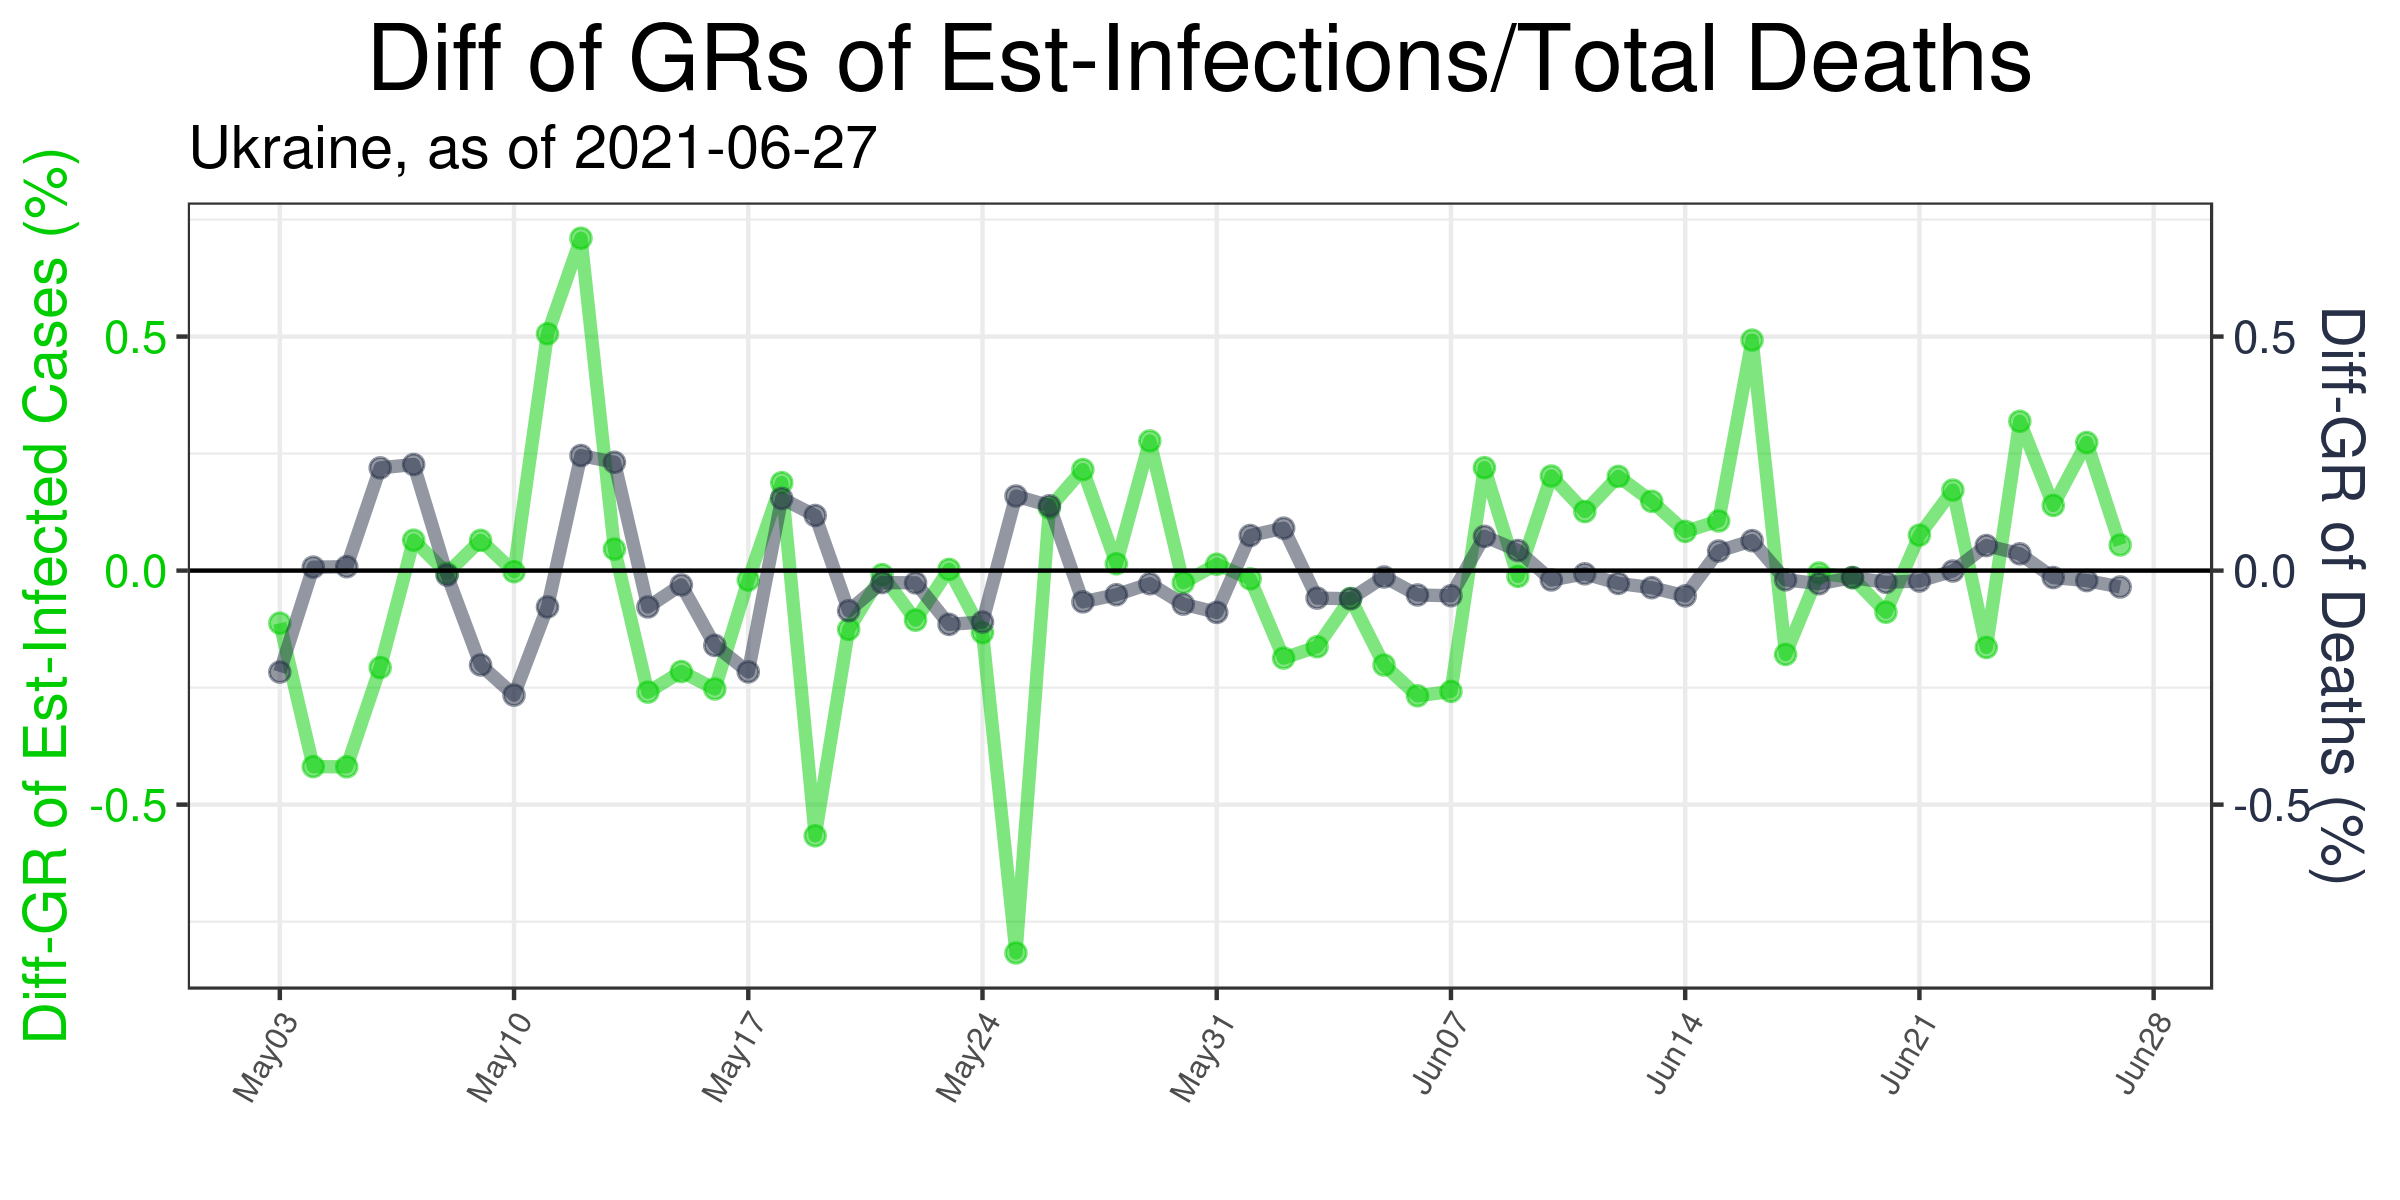 Diff of GRs of Est-Infections/Total Deaths
Ukraine, as of 2021-06-27
Diff-GR of Est-Infected Cases (%)
0.5
0.0
-0.5
0.5
0.0
-0.5
Diff-GR of Deaths (%)
May03
May10
May17
May24
May31
Jun07
Jun14
Jun21
Jun28